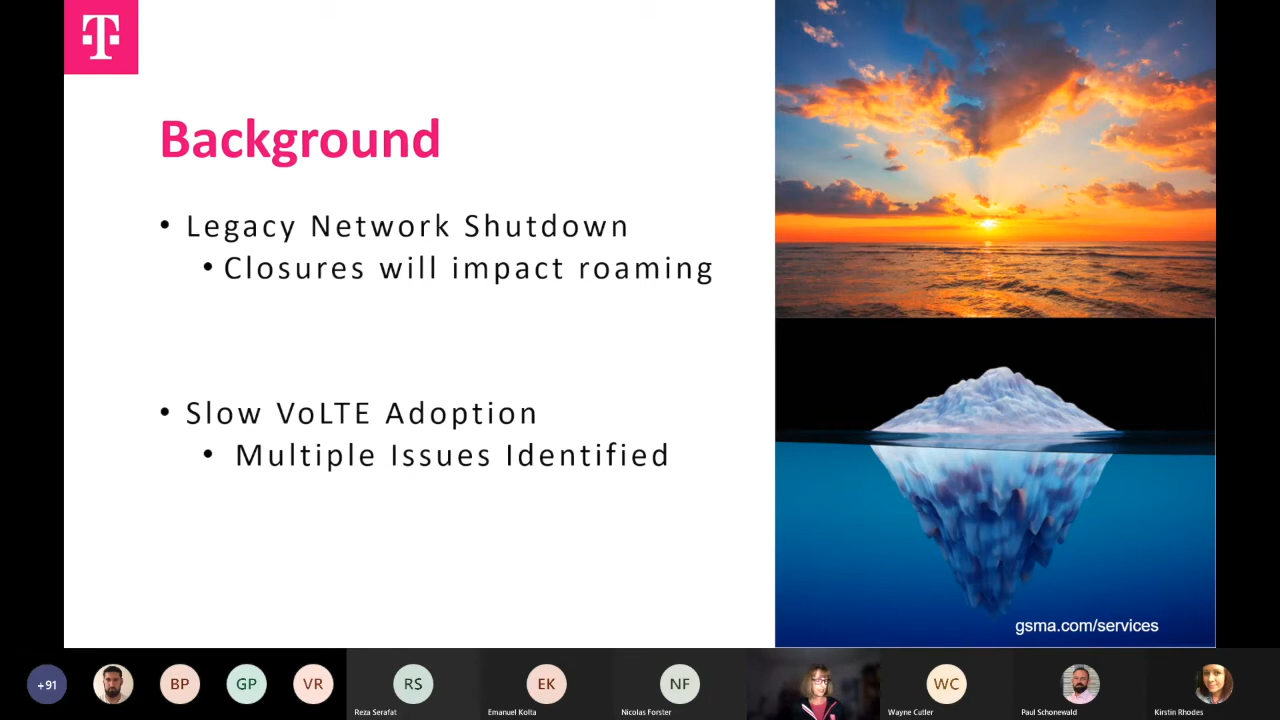 T
Background
• Legacy Network Shutdown
• Closures will impact roaming
• Slow VoLTE Adoption
• Multiple Issues Identified
gsma.com/services
+91
BP
GP
VR
RS
Reza Serafat
EK
Emanuel Kolta
NF
Nicolas Forster
WC
Wayne Cutler
Paul Schonewald
Kirstin Rhodes